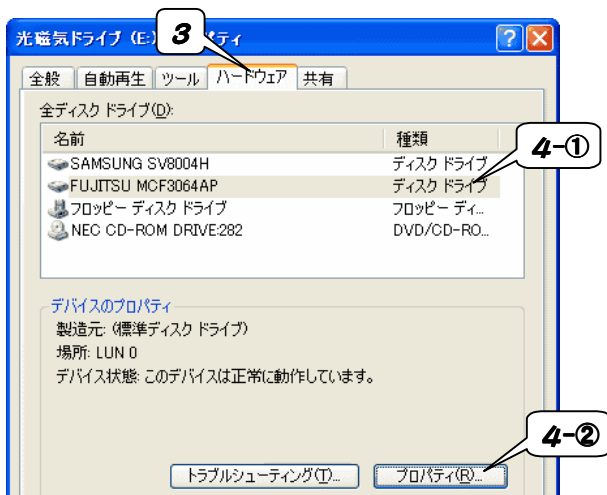 光磁気ドライブ (E:) パティ
3
全般 自動再生 ツール ハードウェア 共有
全ディスク ドライブ(D):
名前 種類
4-①
SAMSUNG SV8004H ディスク ドライブ
FUJITSU MCF3064AP ディスク ドライブ
フロッピー ディスク ドライブ フロッピー ディ...
NEC CD-ROM DRIVE:282 DVD/CD-RO...
デバイスのプロパティ
製造元: (標準ディスク ドライブ)
場所: LUN 0
デバイス状態: このデバイスは正常に動作しています。
4-②
トラブルシューティング(T)... プロパティ(R)...